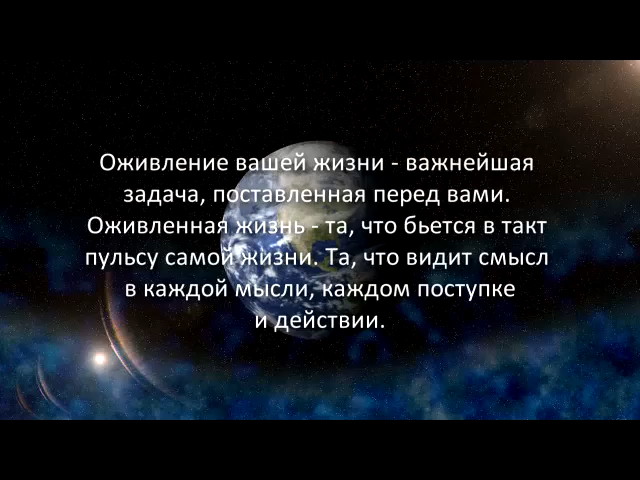 Оживление вашей жизни - важнейшая
задача, поставленная перед вами.
Оживленная жизнь - та, что бьется в такт
пульсу самой жизни. Та, что видит смысл
в каждой мысли, каждом поступке
и действии.